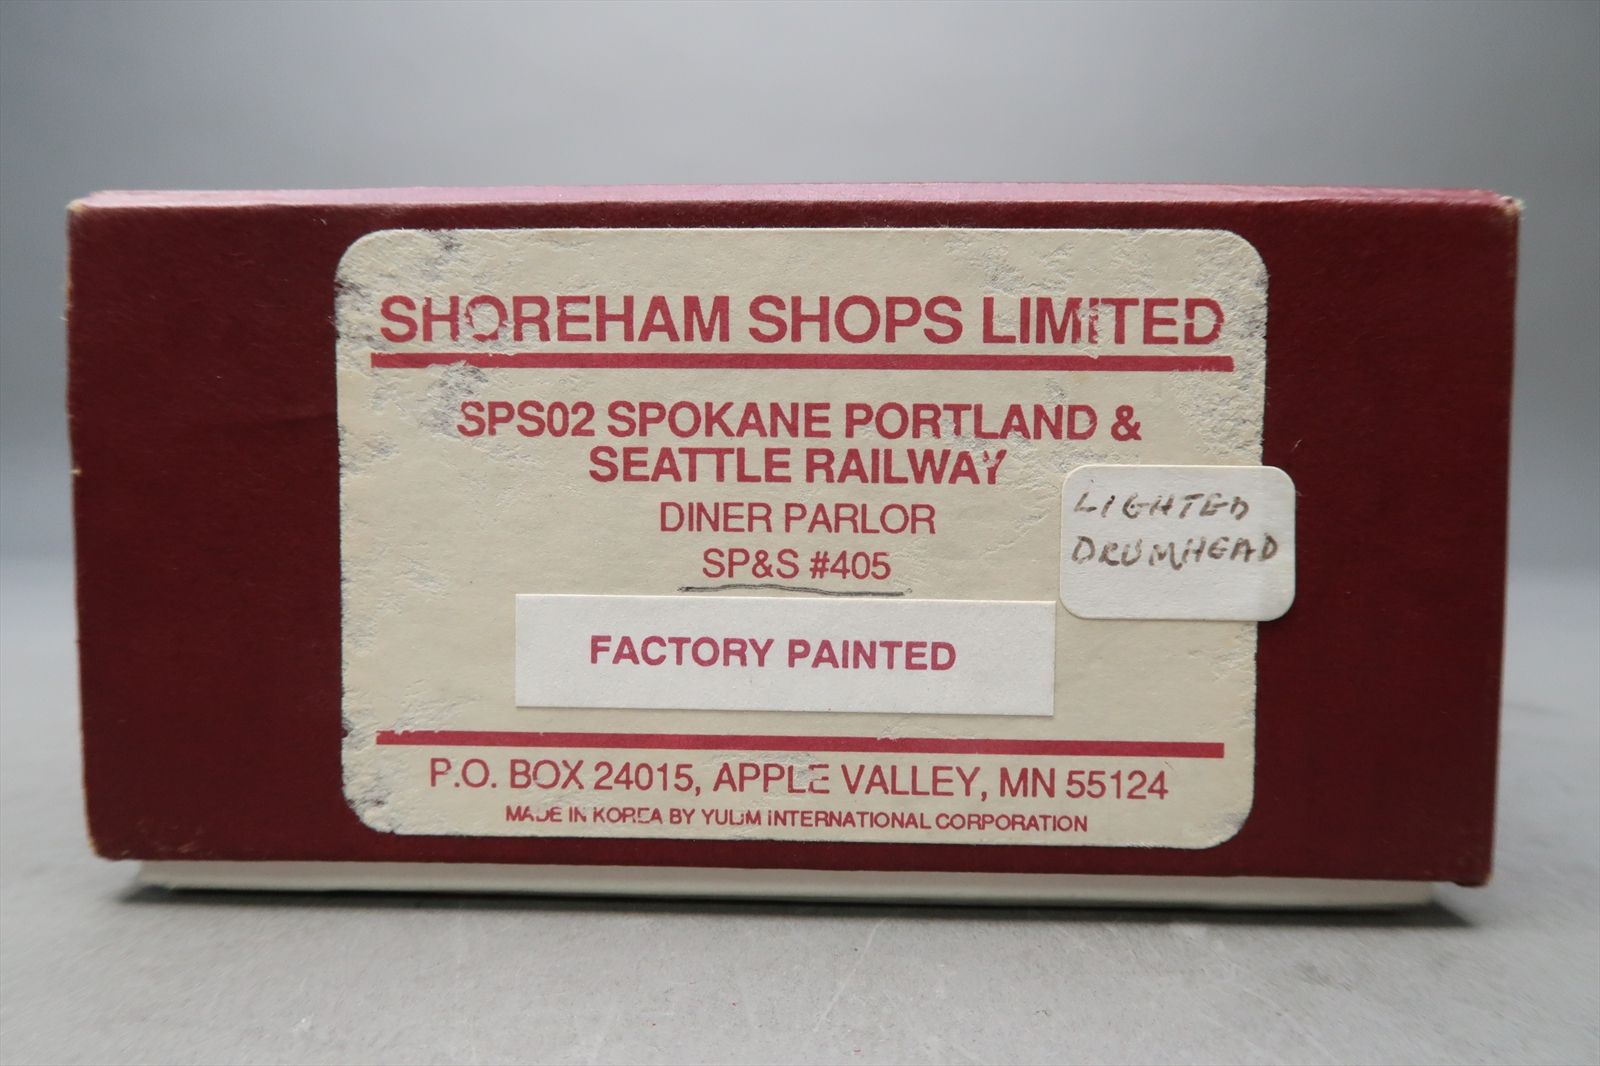 SHOREHAM SHOPS LIMITED
SPS02 SPOKANE PORTLAND &
SEATTLE RAILWAY
DINER PARLOR
SP&S #405
LIGHTED
DRUMHEAD
FACTORY PAINTED
P.O. BOX 24015, APPLE VALLEY, MN 55124
MADE IN KOREA BY YULIM INTERNATIONAL CORPORATION